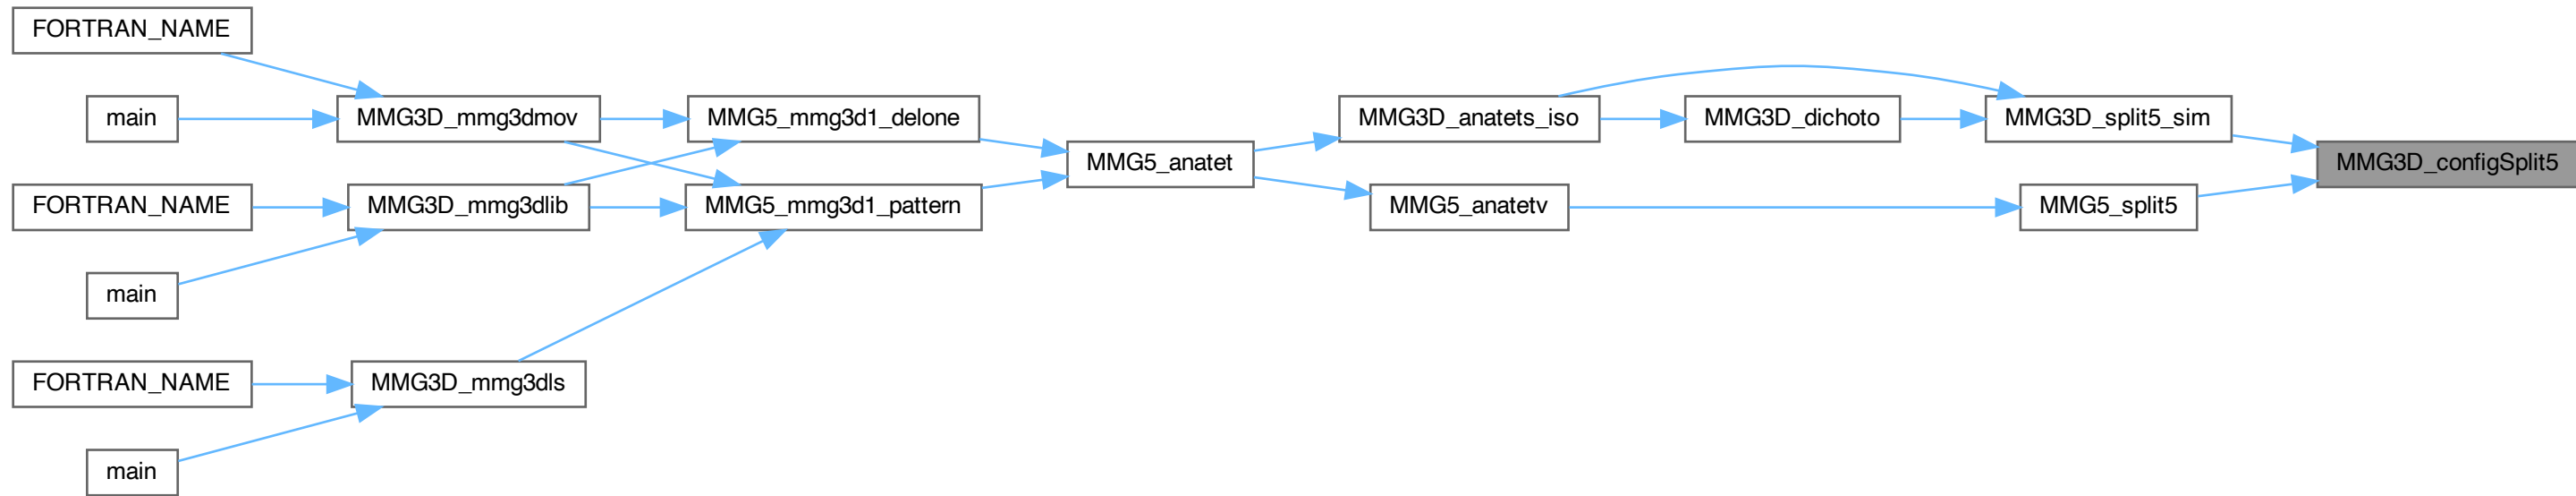 FORTRAN_NAME
main
MMG3D_mmg3dmov
MMG5_mmg3d1_delone
MMG3D_anatets_iso
MMG3D_dichoto
MMG3D_split5_sim
MMG5_anatet
MMG3D_configSplit5
FORTRAN_NAME
MMG3D_mmg3dlib
MMG5_mmg3d1_pattern
MMG5_anatetv
MMG5_split5
main
FORTRAN_NAME
MMG3D_mmg3dls
main